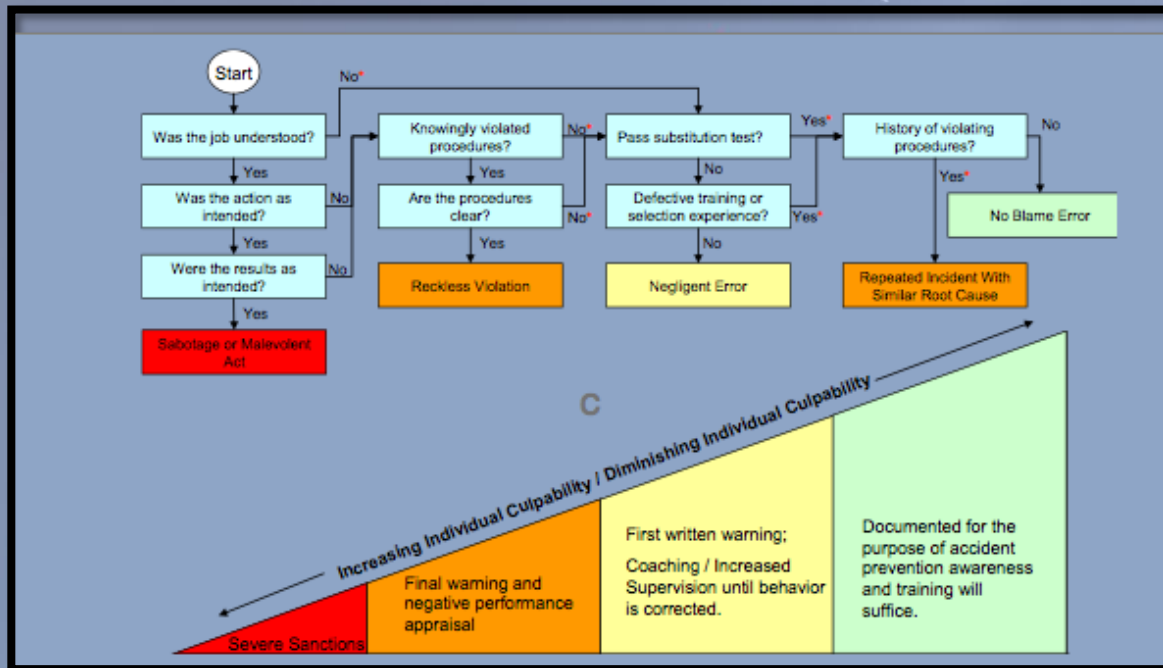 Start
No*
Was the job understood?
Knowingly violated
procedures?
No*
Pass substitution test?
Yes*
History of violating
procedures?
No
Yes
Yes
No
Yes*
Was the action as
intended?
No
Are the procedures
clear?
No*
Defective training or
selection experience?
Yes*
No Blame Error
Yes
Yes
No
Were the results as
intended?
No
Reckless Violation
Negligent Error
Repeated Incident With
Similar Root Cause
Yes
Sabotage or Malevolent
Act
C
Increasing Individual Culpability / Diminishing Individual Culpability
Severe Sanctions
Final warning and
negative performance
appraisal
First written warning;
Coaching / Increased
Supervision until behavior
is corrected.
Documented for the
purpose of accident
prevention awareness
and training will
suffice.